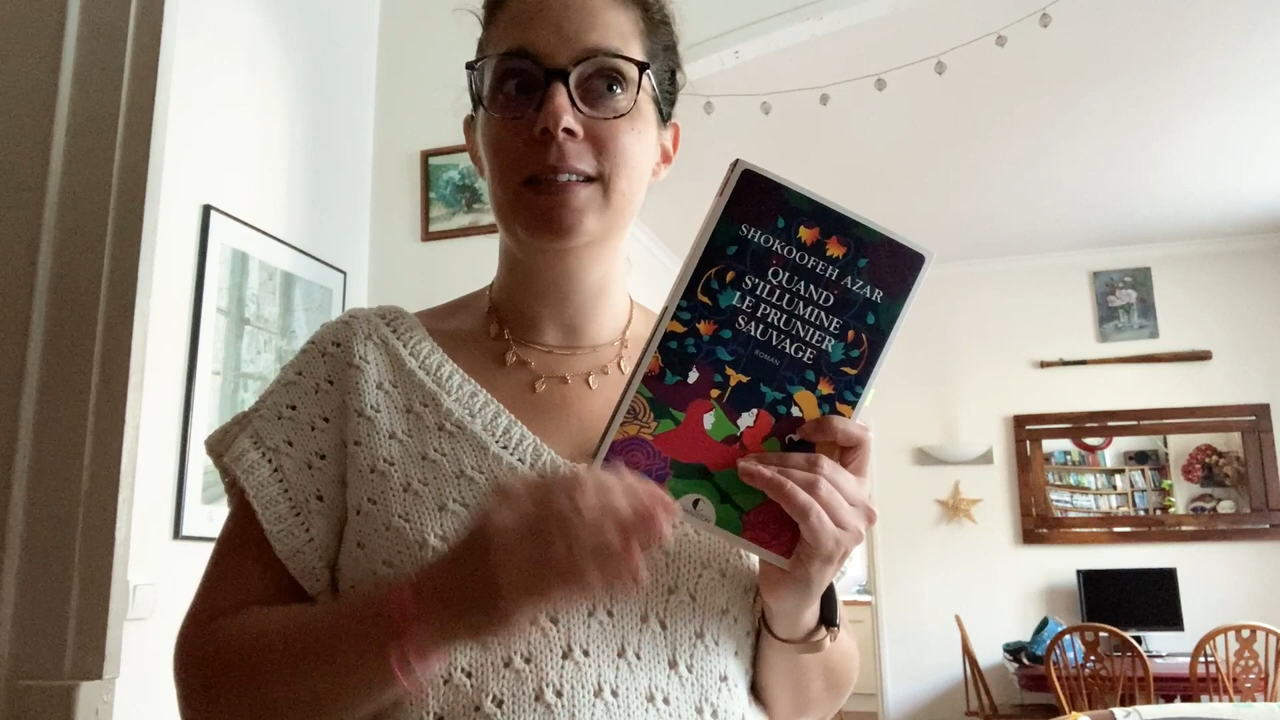 SHOKOOFEH AZAR
QUAND
S'ILLUMINE
LE PRUNIER
SAUVAGE
ROMAN